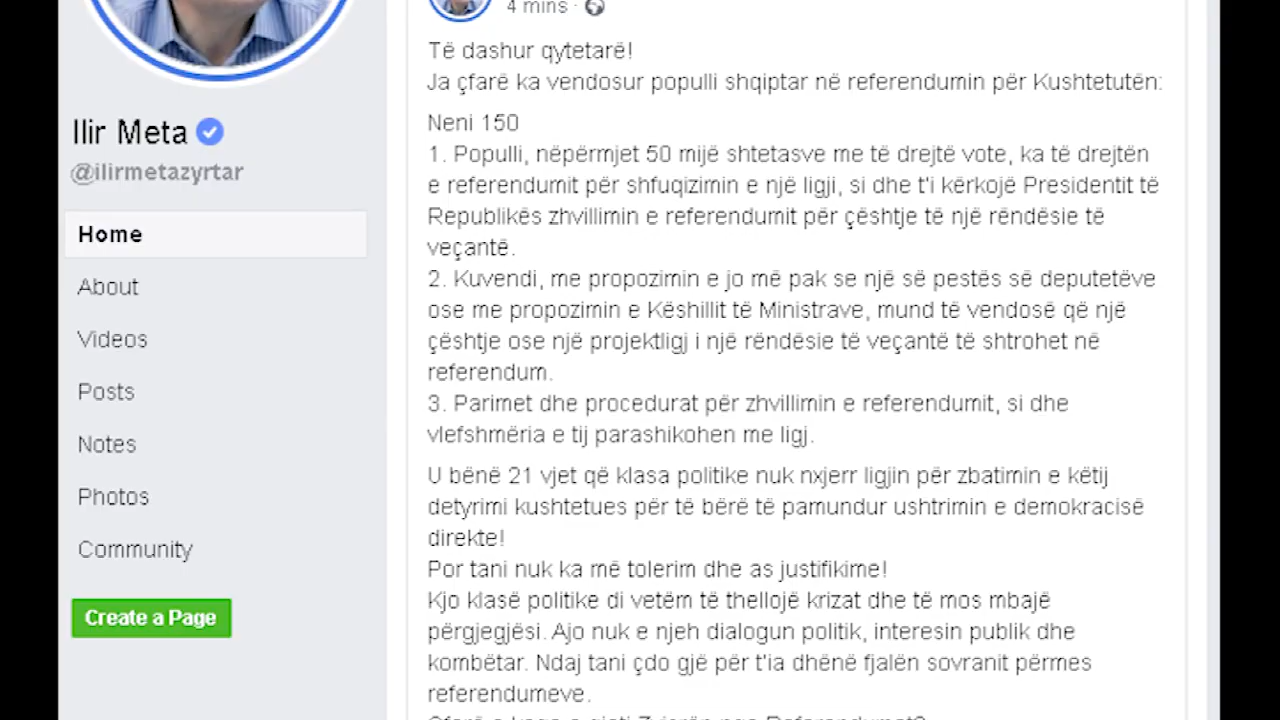 4 mins ·
Ilir Meta
@ilirmetazyrtar
Home
About
Videos
Posts
Notes
Photos
Community
Create a Page
Të dashur qytetarë!
Ja çfarë ka vendosur populli shqiptar në referendumin për Kushtetutën:
Neni 150
1. Populli, nëpërmjet 50 mijë shtetasve me të drejtë vote, ka të drejtën
e referendumit për shfuqizimin e një ligji, si dhe t'i kërkojë Presidentit të
Republikës zhvillimin e referendumit për çështje të një rëndësie të
veçantë.
2. Kuvendi, me propozimin e jo më pak se një së pestës së deputetëve
ose me propozimin e Këshillit të Ministrave, mund të vendosë që një
çështje ose një projektligj i një rëndësie të veçantë të shtrohet në
referendum.
3. Parimet dhe procedurat për zhvillimin e referendumit, si dhe
vlefshmëria e tij parashikohen me ligj.
U bënë 21 vjet që klasa politike nuk nxjerr ligjin për zbatimin e këtij
detyrimi kushtetues për të bërë të pamundur ushtrimin e demokracisë
direkte!
Por tani nuk ka më tolerim dhe as justifikime!
Kjo klasë politike di vetëm të thellojë krizat dhe të mos mbajë
përgjegjësi. Ajo nuk e njeh dialogun politik, interesin publik dhe
kombëtar. Ndaj tani çdo gjë për t'ia dhënë fjalën sovranit përmes
referendumeve.